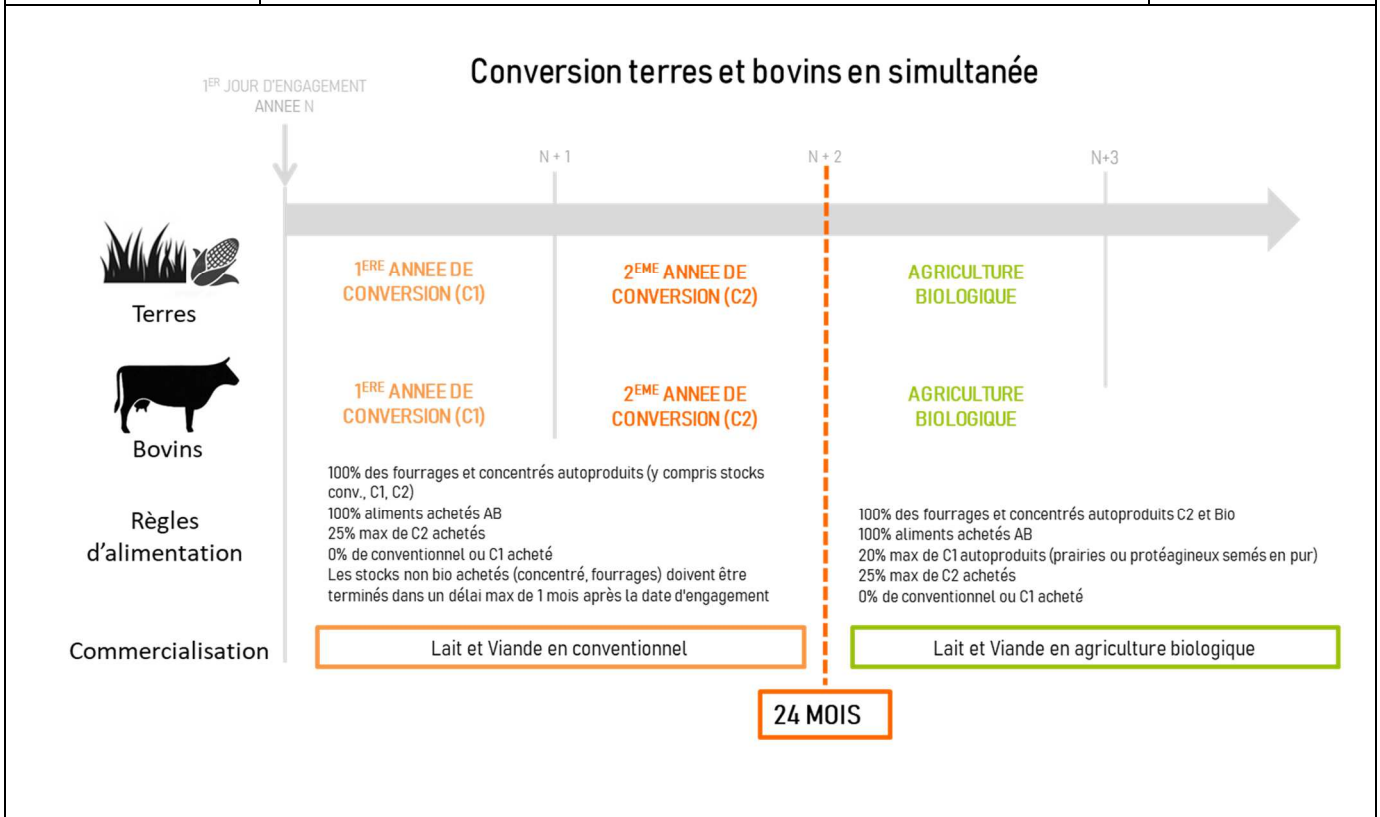 Conversion terres et bovins en simultanée
1ER JOUR D'ENGAGEMENT
ANNEE N
N + 1
N + 2
N+3
Terres
1ERE ANNEE DE
CONVERSION (C1)
2EME ANNEE DE
CONVERSION (C2)
AGRICULTURE
BIOLOGIQUE
Bovins
1ERE ANNEE DE
CONVERSION (C1)
2EME ANNEE DE
CONVERSION (C2)
AGRICULTURE
BIOLOGIQUE
Règles
d'alimentation
100% des fourrages et concentrés autoproduits (y compris stocks
conv., C1, C2)
100% aliments achetés AB
25% max de C2 achetés
0% de conventionnel ou C1 acheté
Les stocks non bio achetés (concentré, fourrages) doivent être
terminés dans un délai max de 1 mois après la date d'engagement
100% des fourrages et concentrés autoproduits C2 et Bio
100% aliments achetés AB
20% max de C1 autoproduits (prairies ou protéagineux semés en pur)
25% max de C2 achetés
0% de conventionnel ou C1 acheté
Commercialisation
Lait et Viande en conventionnel
Lait et Viande en agriculture biologique
24 MOIS